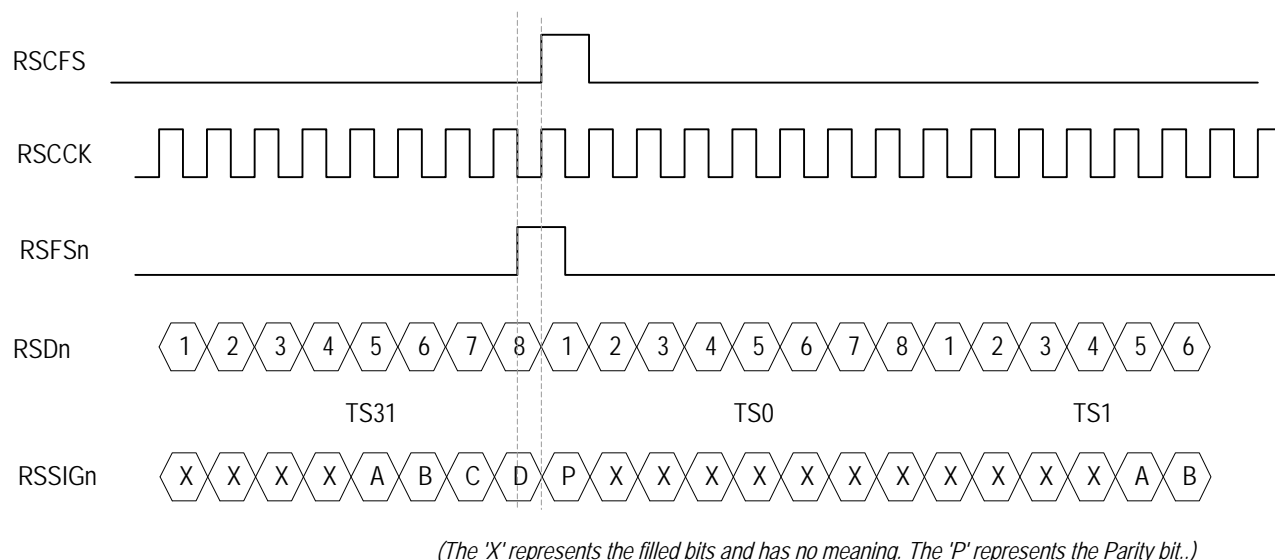 RSCFS
RSCCK
RSFSn
RSDn 1 2 3 4 5 6 7 8 1 2 3 4 5 6 7 8 1 2 3 4 5 6
TS31 TS0 TS1
RSSIGn X X X X A B C D P X X X X X X X X X X X A B
(The 'X' represents the filled bits and has no meaning. The 'P' represents the Parity bit..)